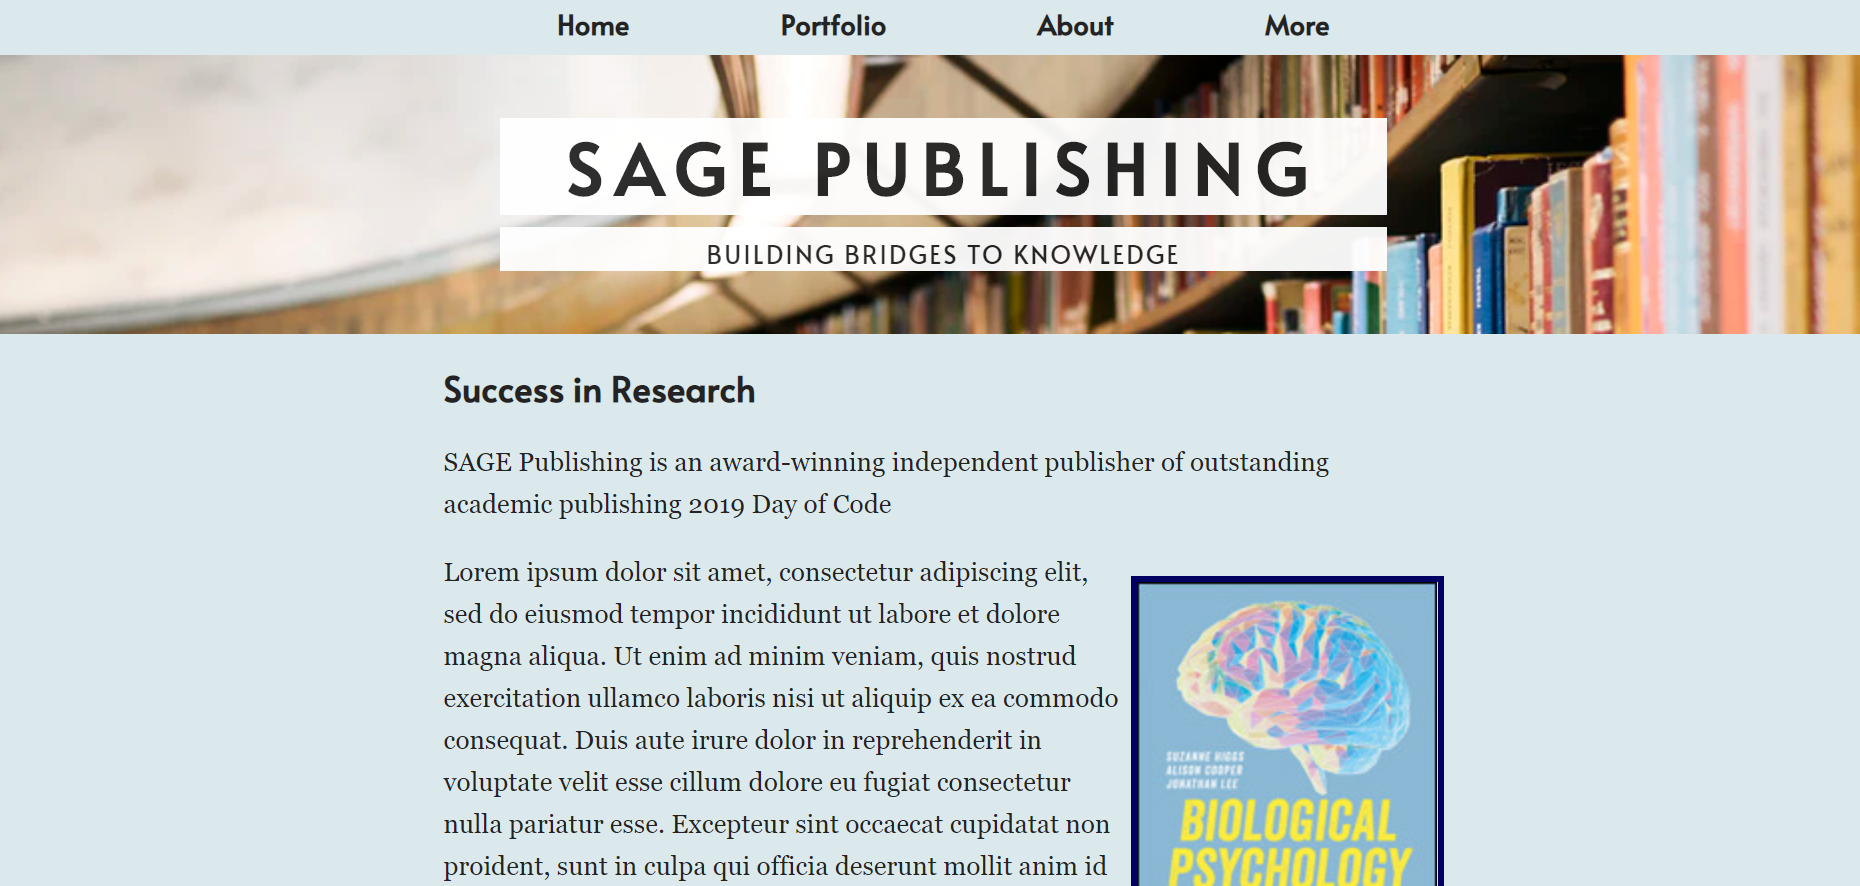 Home Portfolio About More
SAGE PUBLISHING
BUILDING BRIDGES TO KNOWLEDGE
Success in Research
SAGE Publishing is an award-winning independent publisher of outstanding
academic publishing 2019 Day of Code
Lorem ipsum dolor sit amet, consectetur adipiscing elit,
sed do eiusmod tempor incididunt ut labore et dolore
magna aliqua. Ut enim ad minim veniam, quis nostrud
exercitation ullamco laboris nisi ut aliquip ex ea commodo
consequat. Duis aute irure dolor in reprehenderit in
voluptate velit esse cillum dolore eu fugiat consectetur
nulla pariatur esse. Excepteur sint occaecat cupidatat non
proident, sunt in culpa qui officia deserunt mollit anim id
SUZANNE HIGGS
ALISON COOPER
JONATHAN LEE
BIOLOGICAL
PSYCHOLOGY